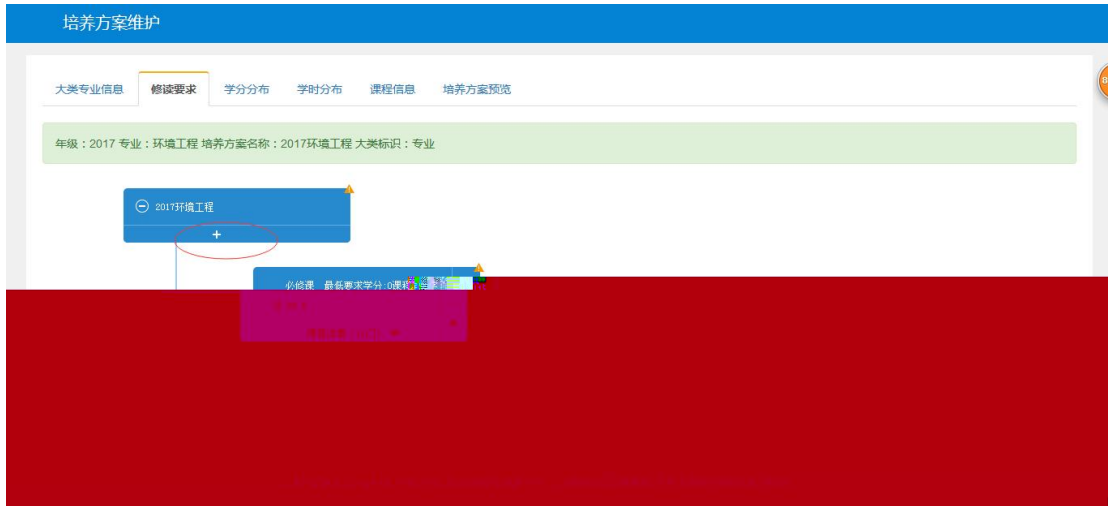 培养方案维护
大类专业信息 修读要求 学分分布 学时分布 课程信息 培养方案预览
年级：2017 专业：环境工程 培养方案名称：2017环境工程 大类标识：专业
2017环境工程
+
必修课 最低要求学分:0课程